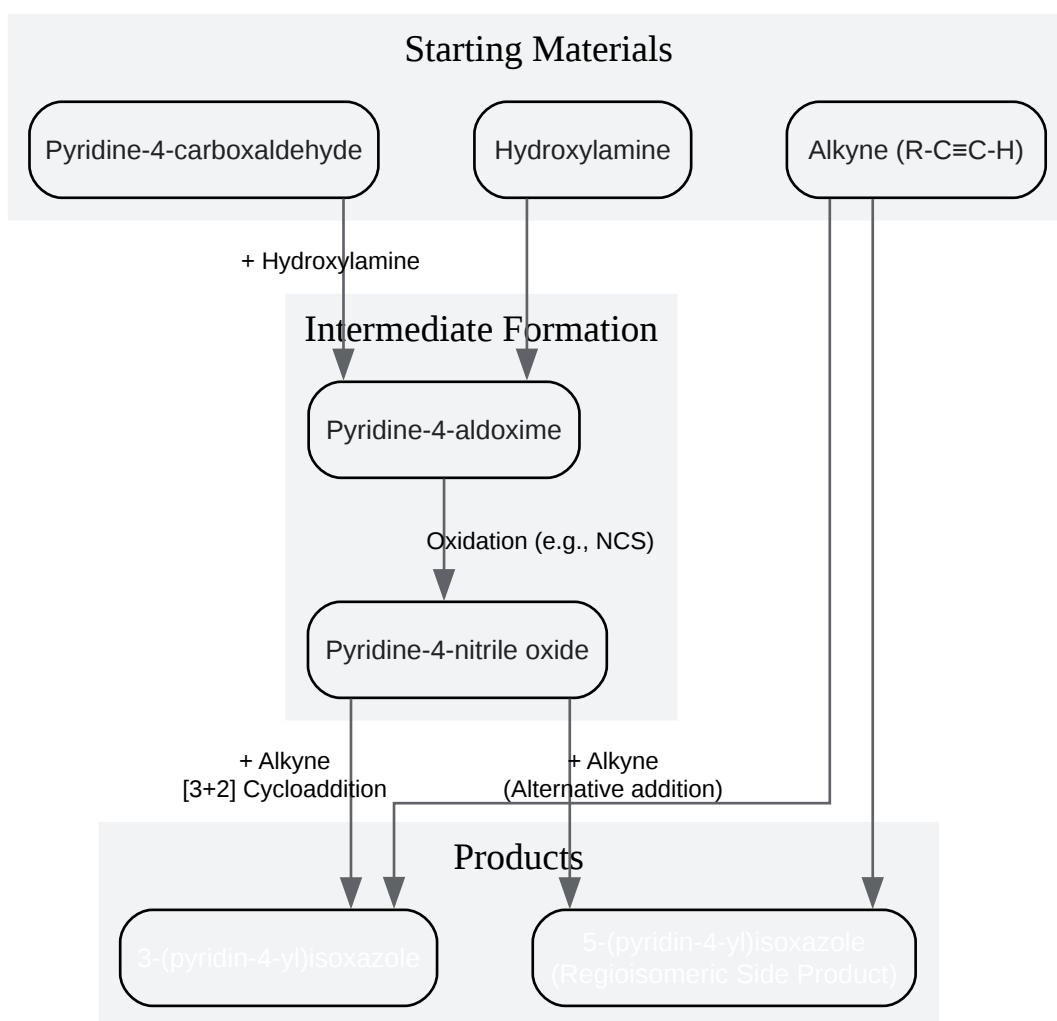 Starting Materials
Pyridine-4-carboxaldehyde
Hydroxylamine
Alkyne (R-C≡C-H)
+ Hydroxylamine
Intermediate Formation
Pyridine-4-aldoxime
Oxidation (e.g., NCS)
Pyridine-4-nitrile oxide
+ Alkyne
[3+2] Cycloaddition
+ Alkyne
(Alternative addition)
Products
3-(pyridin-4-yl)isoxazole
5-(pyridin-4-yl)isoxazole
(Regioisomeric Side Product)